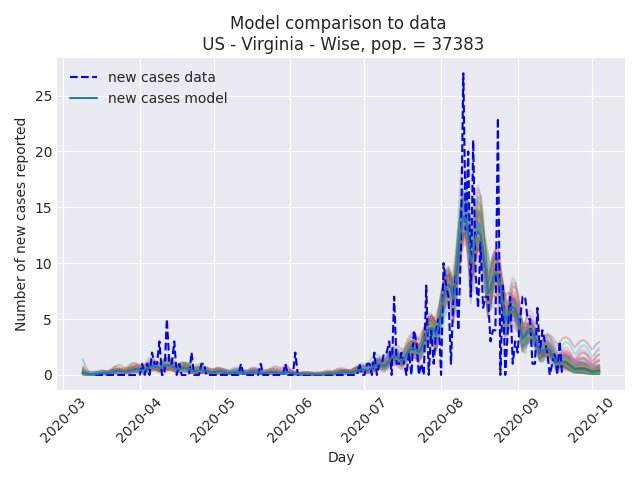 Model comparison to data
US - Virginia - Wise, pop. = 37383
new cases data
new cases model
Number of new cases reported
25
20
15
10
5
0
2020-03
2020-04
2020-05
2020-06
2020-07
2020-08
2020-09
2020-10
Day